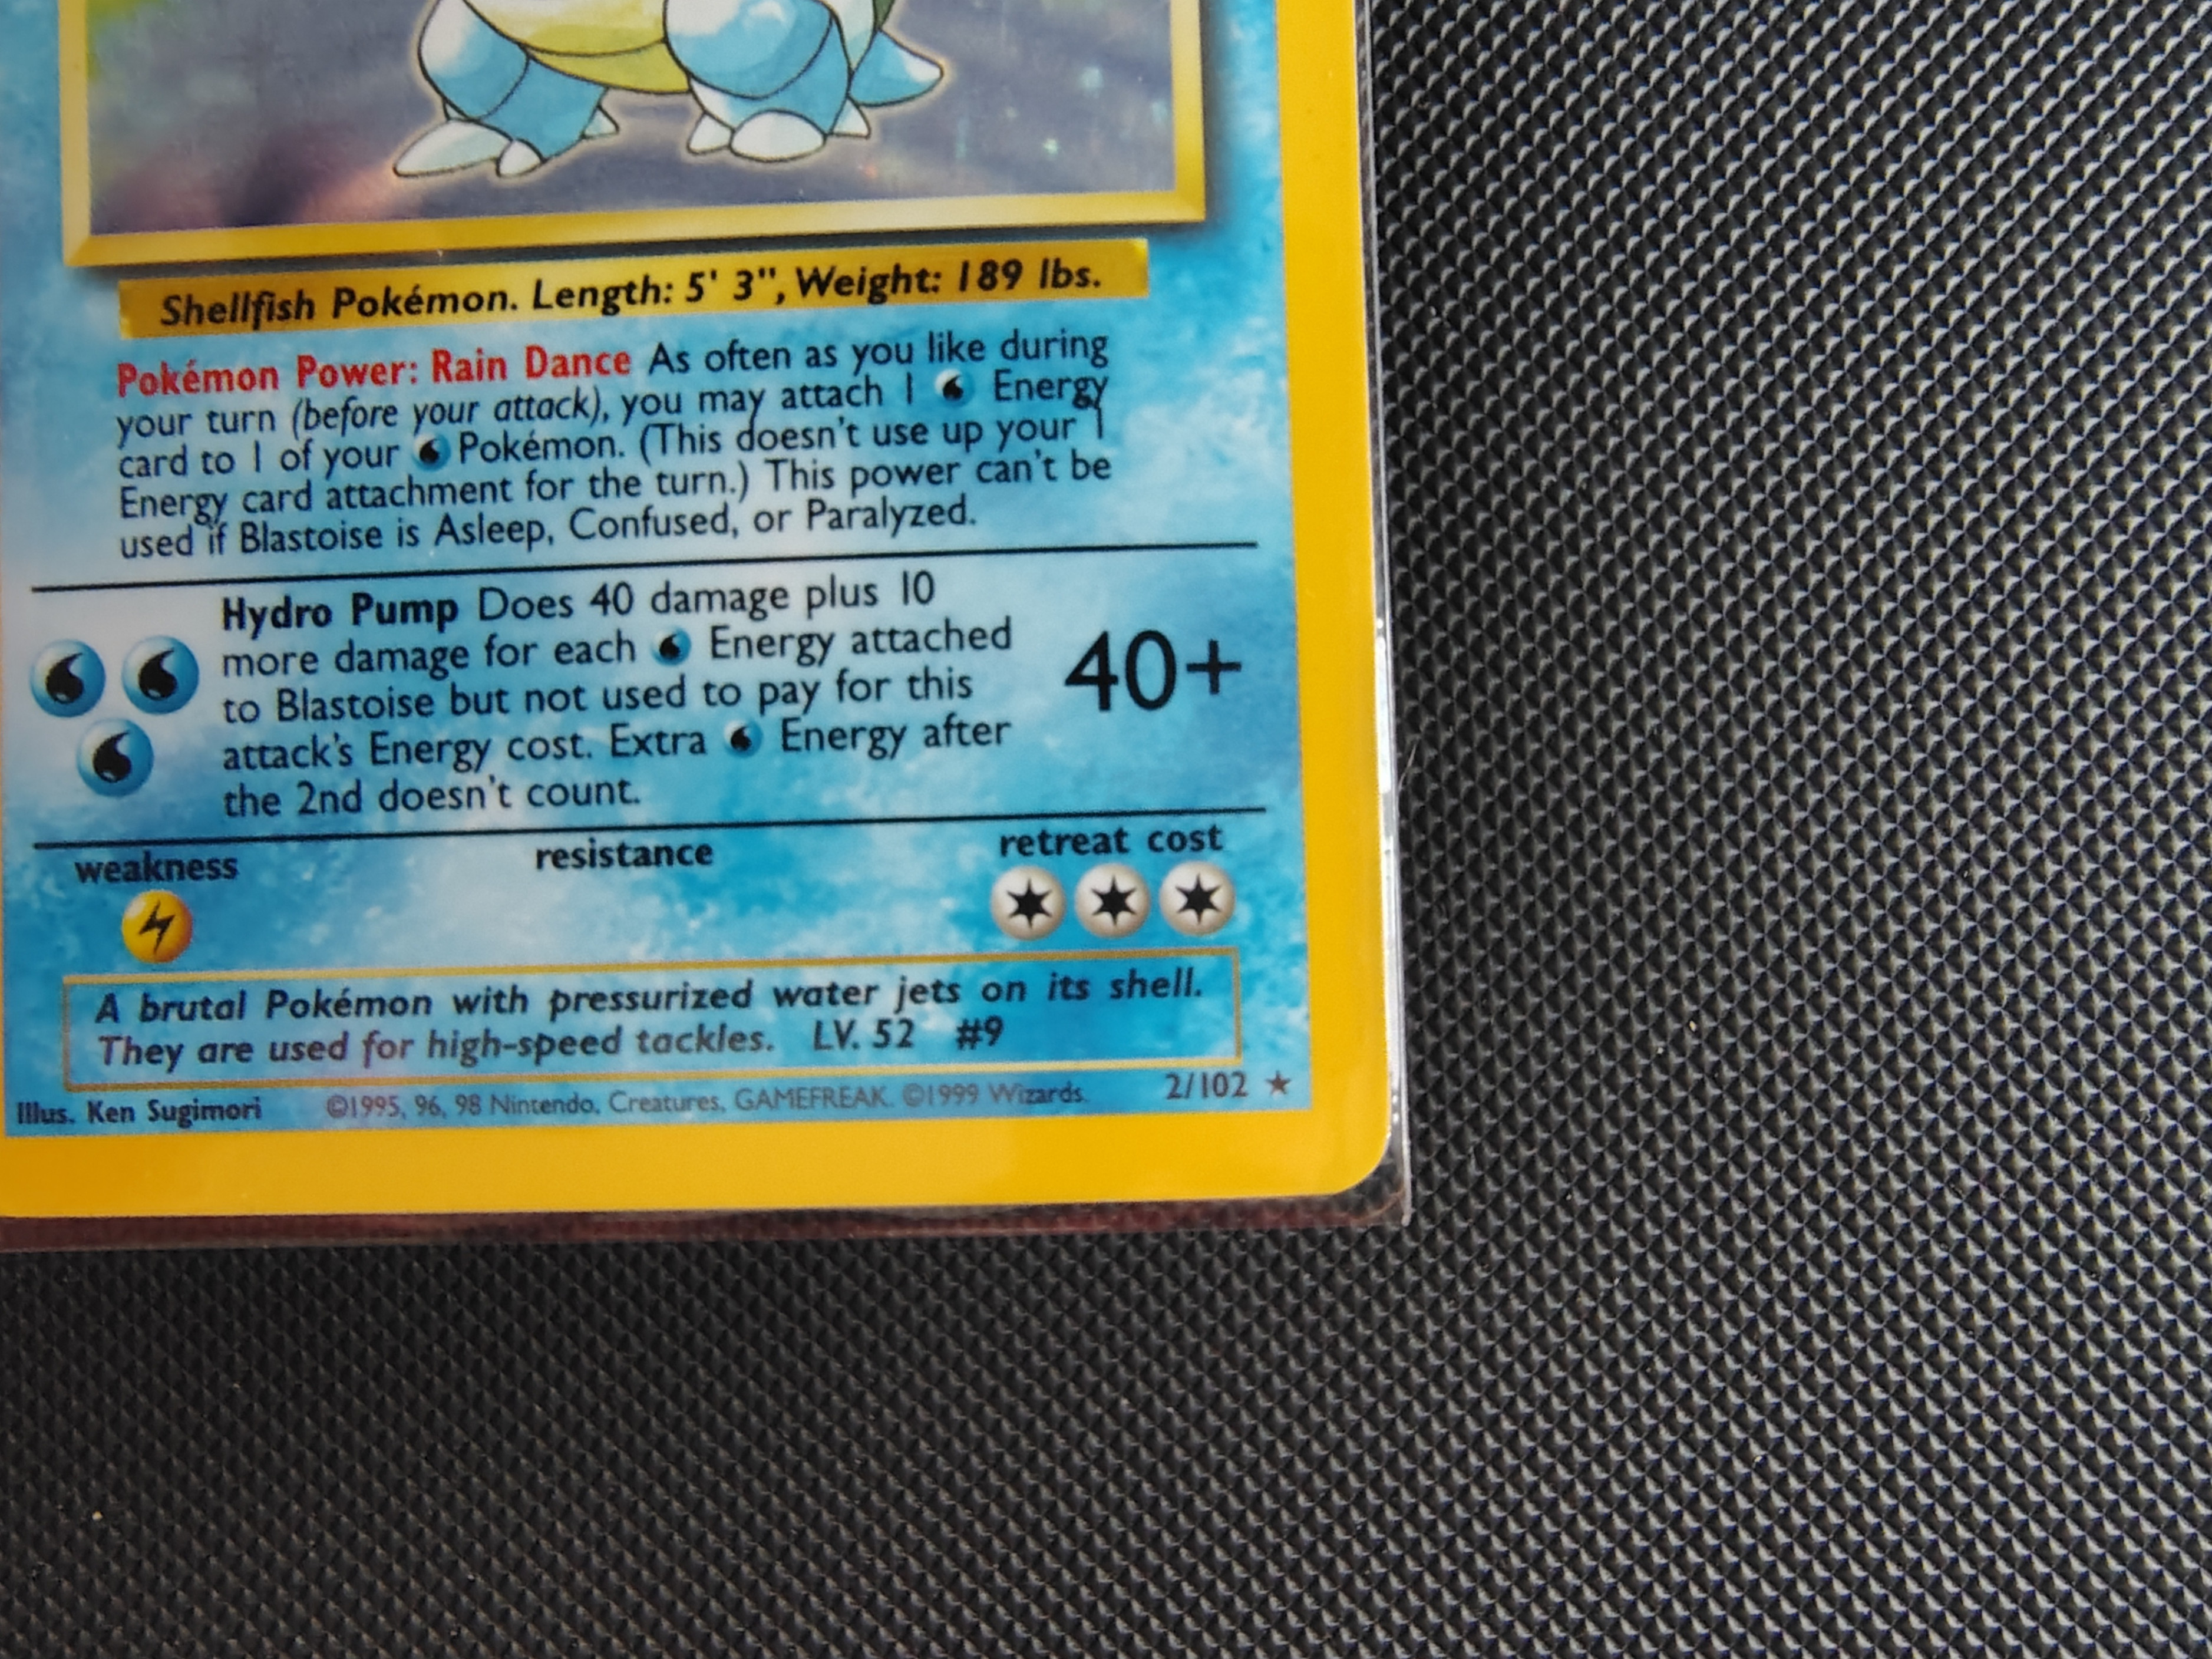 Shellfish Pokémon. Length: 5' 3", Weight: 189 lbs.
Pokémon Power: Rain Dance As often as you like during
your turn (before your attack), you may attach 1 Energy
card to 1 of your Pokémon. (This doesn't use up your 1
Energy card attachment for the turn.) This power can't be
used if Blastoise is Asleep, Confused, or Paralyzed.
Hydro Pump Does 40 damage plus 10
more damage for each Energy attached
to Blastoise but not used to pay for this
attack's Energy cost. Extra Energy after
the 2nd doesn't count.
40+
weakness resistance retreat cost
A brutal Pokémon with pressurized water jets on its shell.
They are used for high-speed tackles. LV. 52 #9
Illus. Ken Sugimori ©1995, 96, 98 Nintendo, Creatures, GAMEFREAK. ©1999 Wizards. 2/102 ★